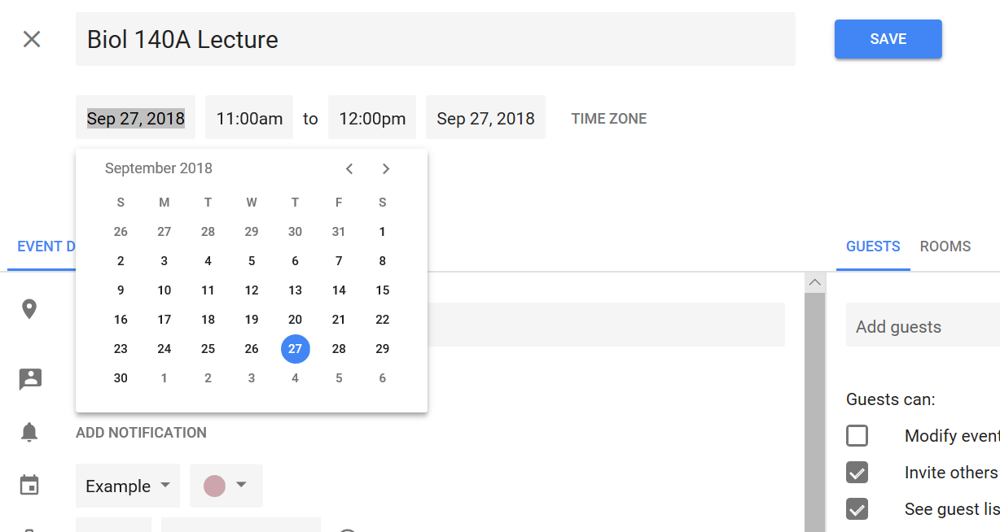 Biol 140A Lecture
SAVE
Sep 27, 2018 11:00am to 12:00pm Sep 27, 2018 TIME ZONE
September 2018
S M T W T F S
26 27 28 29 30 31 1
2 3 4 5 6 7 8
9 10 11 12 13 14 15
16 17 18 19 20 21 22
23 24 25 26 27 28 29
30 1 2 3 4 5 6
EVENT D
GUESTS ROOMS
Add guests
Guests can:
Modify event
Invite others
See guest lis
ADD NOTIFICATION
Example